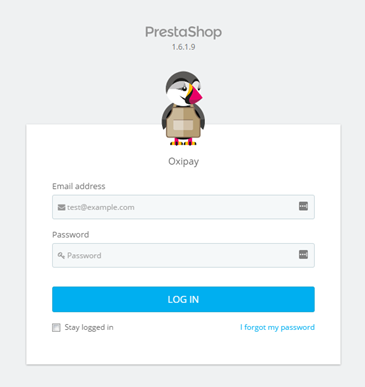 PrestaShop
1.6.1.9
Oxipay
Email address
test@example.com
Password
Password
LOG IN
Stay logged in
I forgot my password